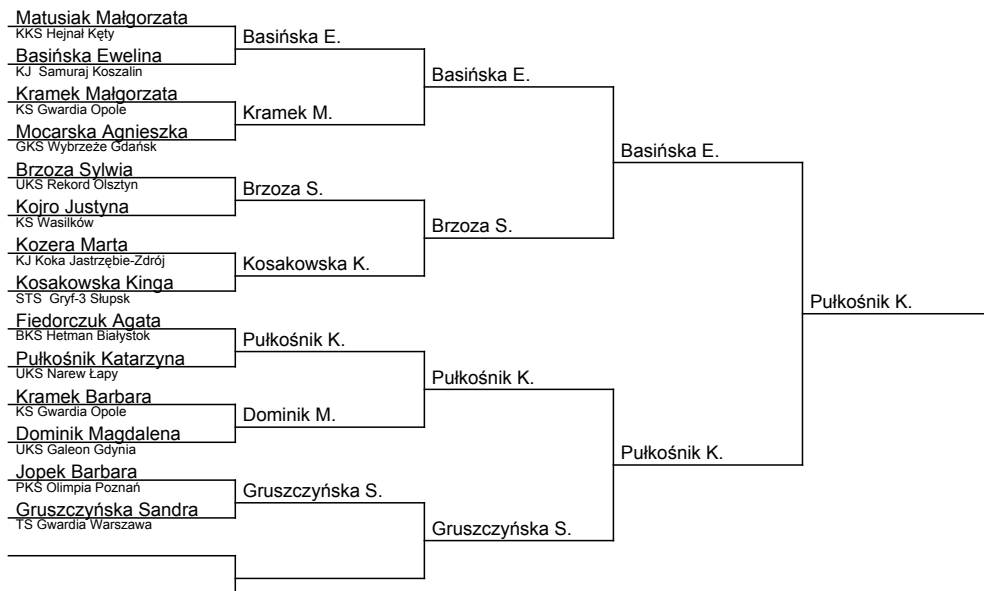 Matusiak Małgorzata
KKS Hejnał Kęty
Basińska Ewelina
KJ Samuraj Koszalin
Kramek Małgorzata
KS Gwardia Opole
Mocarska Agnieszka
GKS Wybrzeże Gdańsk
Brzoza Sylwia
UKS Rekord Olsztyn
Kojro Justyna
KS Wasilków
Kozera Marta
KJ Koka Jastrzębie-Zdrój
Kosakowska Kinga
STS Gryf-3 Słupsk
Fiedorczuk Agata
BKS Hetman Białystok
Pułkośnik Katarzyna
UKS Narew Łapy
Kramek Barbara
KS Gwardia Opole
Dominik Magdalena
UKS Galeon Gdynia
Jopek Barbara
PKS Olimpia Poznań
Gruszczyńska Sandra
TS Gwardia Warszawa
Basińska E.
Kramek M.
Brzoza S.
Kosakowska K.
Pułkośnik K.
Dominik M.
Gruszczyńska S.
Basińska E.
Brzoza S.
Pułkośnik K.
Gruszczyńska S.
Basińska E.
Pułkośnik K.
Pułkośnik K.